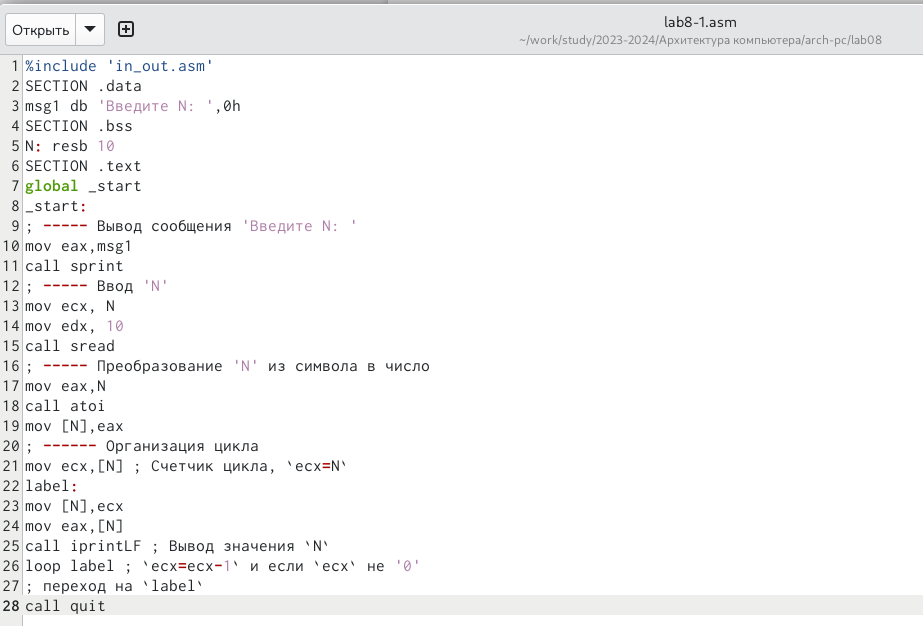 Открыть
lab8-1.asm
~/work/study/2023-2024/Архитектура компьютера/arch-pc/lab08
1 %include 'in_out.asm'
2 SECTION .data
3 msg1 db 'Введите N: ',0h
4 SECTION .bss
5 N: resb 10
6 SECTION .text
7 global _start
8 _start:
9 ; ----- Вывод сообщения 'Введите N: '
10 mov eax,msg1
11 call sprint
12 ; ----- Ввод 'N'
13 mov ecx, N
14 mov edx, 10
15 call sread
16 ; ----- Преобразование 'N' из символа в число
17 mov eax,N
18 call atoi
19 mov [N],eax
20 ; ------ Организация цикла
21 mov ecx,[N] ; Счетчик цикла, `ecx=N`
22 label:
23 mov [N],ecx
24 mov eax,[N]
25 call iprintLF ; Вывод значения `N`
26 loop label ; `ecx=ecx-1` и если `ecx` не '0'
27 ; переход на `label`
28 call quit